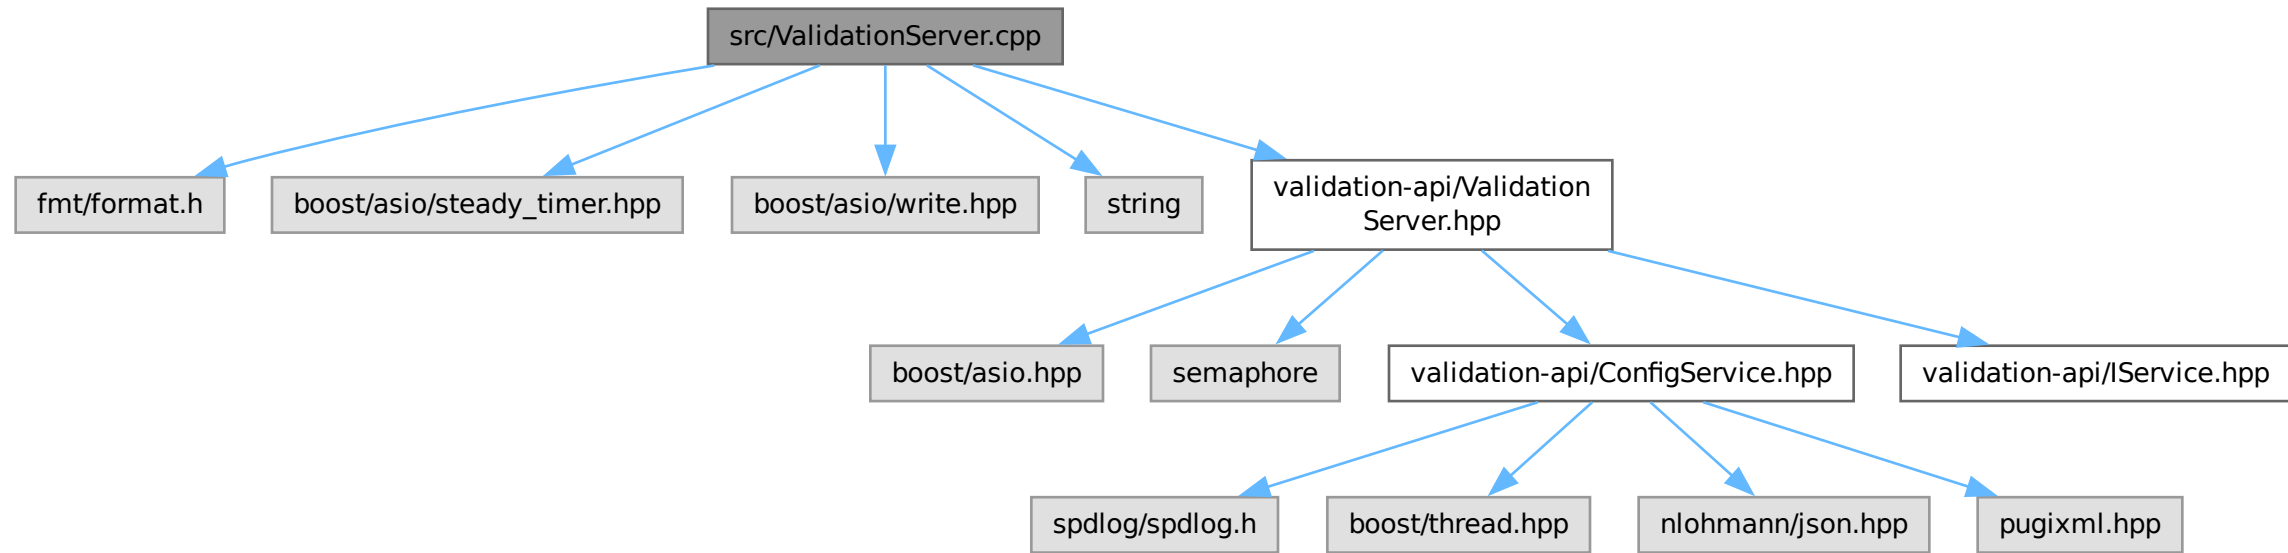 src/ValidationServer.cpp
fmt/format.h
boost/asio/steady_timer.hpp
boost/asio/write.hpp
string
validation-api/Validation
Server.hpp
boost/asio.hpp
semaphore
validation-api/ConfigService.hpp
validation-api/IService.hpp
spdlog/spdlog.h
boost/thread.hpp
nlohmann/json.hpp
pugixml.hpp